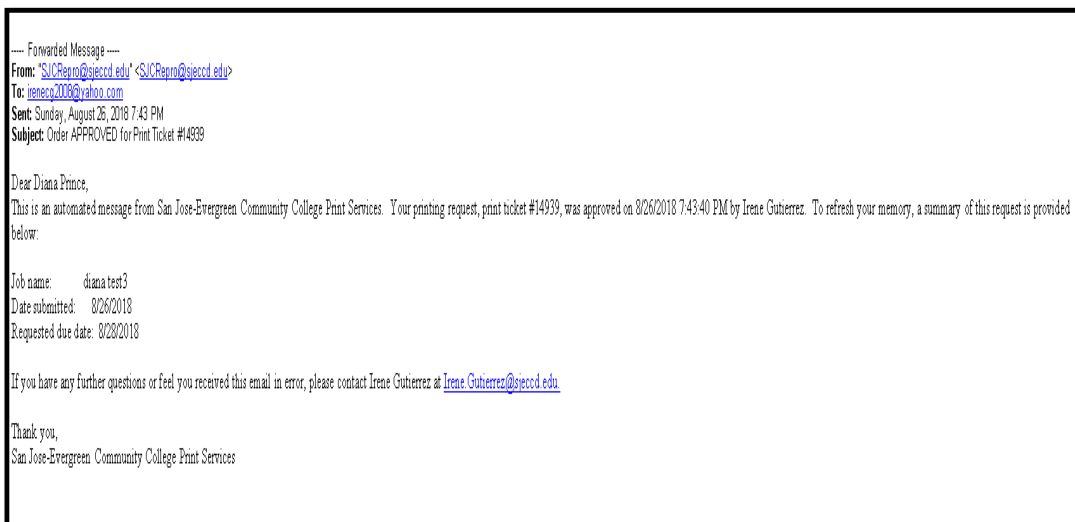 ----- Forwarded Message -----
From: "SJCRepro@sjeccd.edu" <SJCRepro@sjeccd.edu>
To: irenecg2008@yahoo.com
Sent: Sunday, August 26, 2018 7:43 PM
Subject: Order APPROVED for Print Ticket #14939
Dear Diana Prince,
This is an automated message from San Jose-Evergreen Community College Print Services. Your printing request, print ticket #14939, was approved on 8/26/2018 7:43:40 PM by Irene Gutierrez. To refresh your memory, a summary of this request is provided
below:
Job name: diana test3
Date submitted: 8/26/2018
Requested due date: 8/28/2018
If you have any further questions or feel you received this email in error, please contact Irene Gutierrez at Irene.Gutierrez@sjeccd.edu.
Thank you,
San Jose-Evergreen Community College Print Services